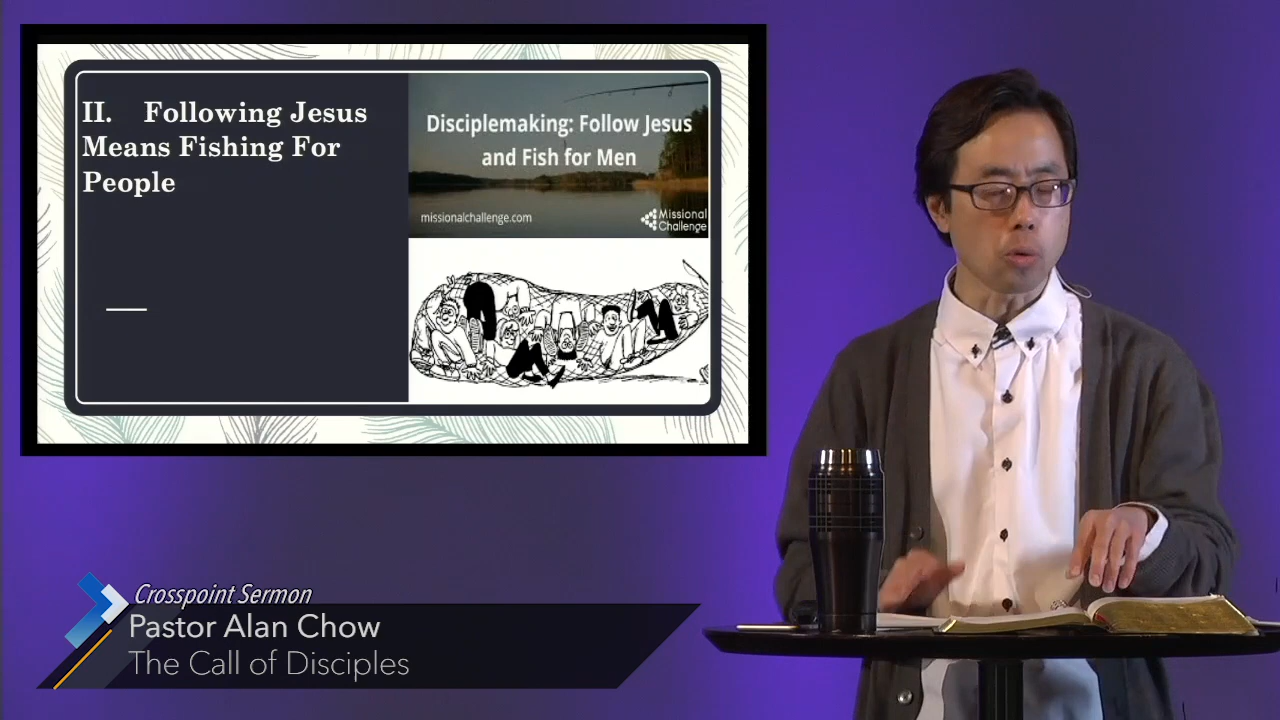 II. Following Jesus
Means Fishing For
People
Disciplemaking: Follow Jesus
and Fish for Men
missionalchallenge.com
Missional
Challenge
Crosspoint Sermon
Pastor Alan Chow
The Call of Disciples